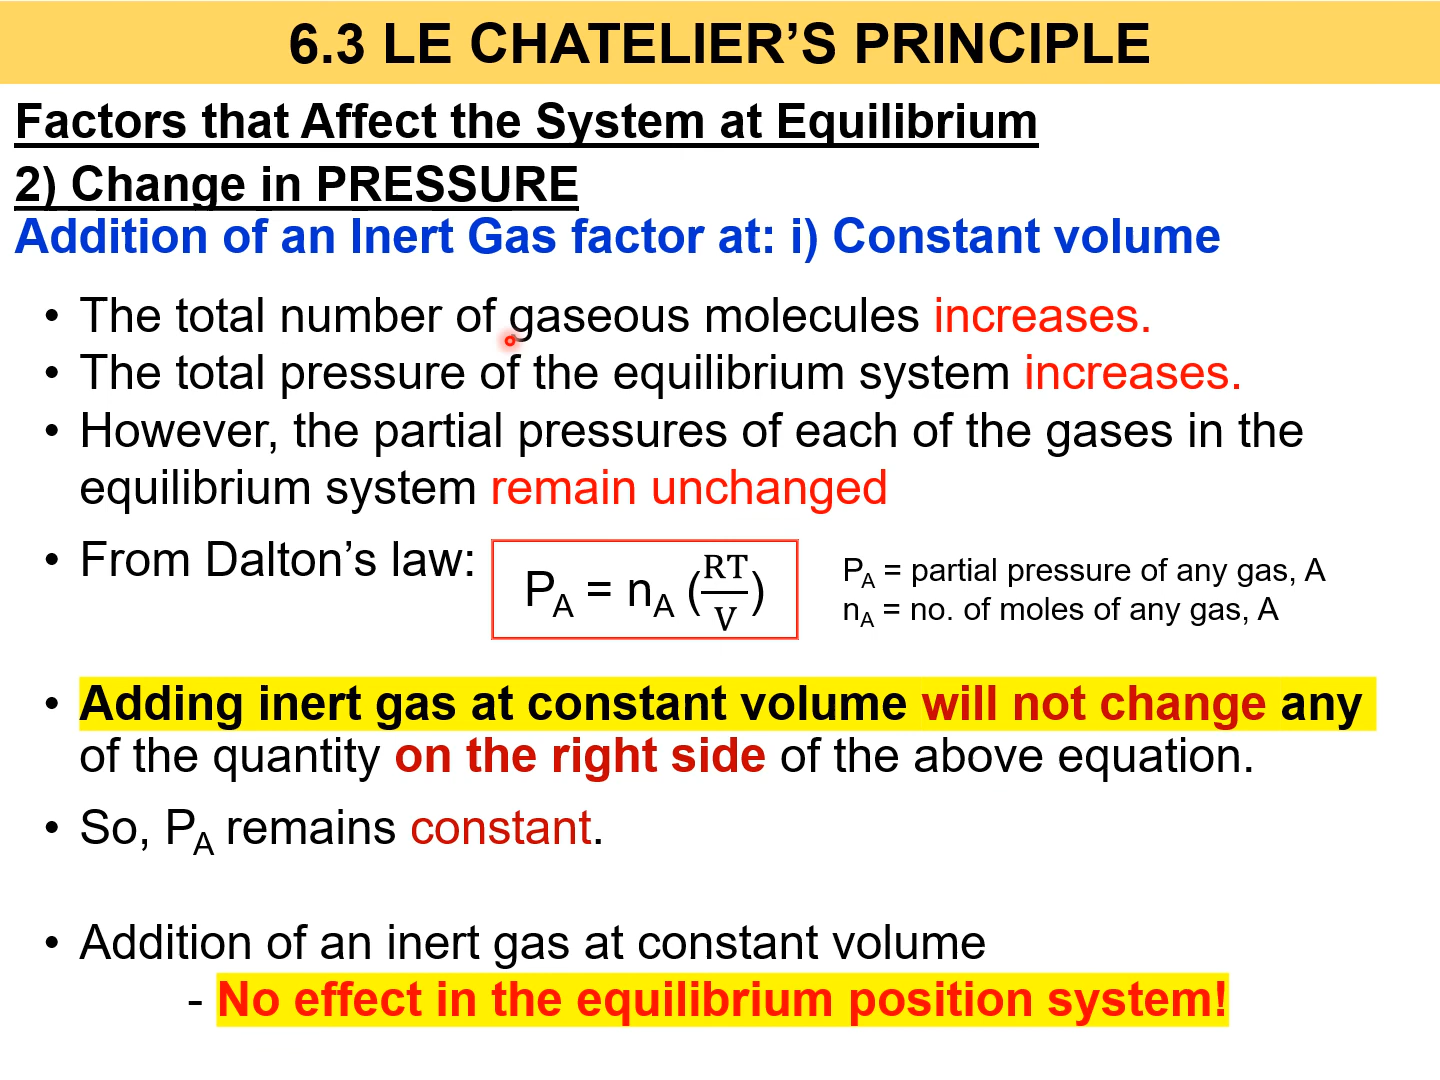 6.3 LE CHATELIER’S PRINCIPLE
Factors that Affect the System at Equilibrium
2) Change in PRESSURE
Addition of an Inert Gas factor at: i) Constant volume
• The total number of gaseous molecules increases.
• The total pressure of the equilibrium system increases.
• However, the partial pressures of each of the gases in the
equilibrium system remain unchanged
• From Dalton’s law:
P_A = n_A (RT/V)
P_A = partial pressure of any gas, A
n_A = no. of moles of any gas, A
• Adding inert gas at constant volume will not change any
of the quantity on the right side of the above equation.
• So, P_A remains constant.
• Addition of an inert gas at constant volume
- No effect in the equilibrium position system!